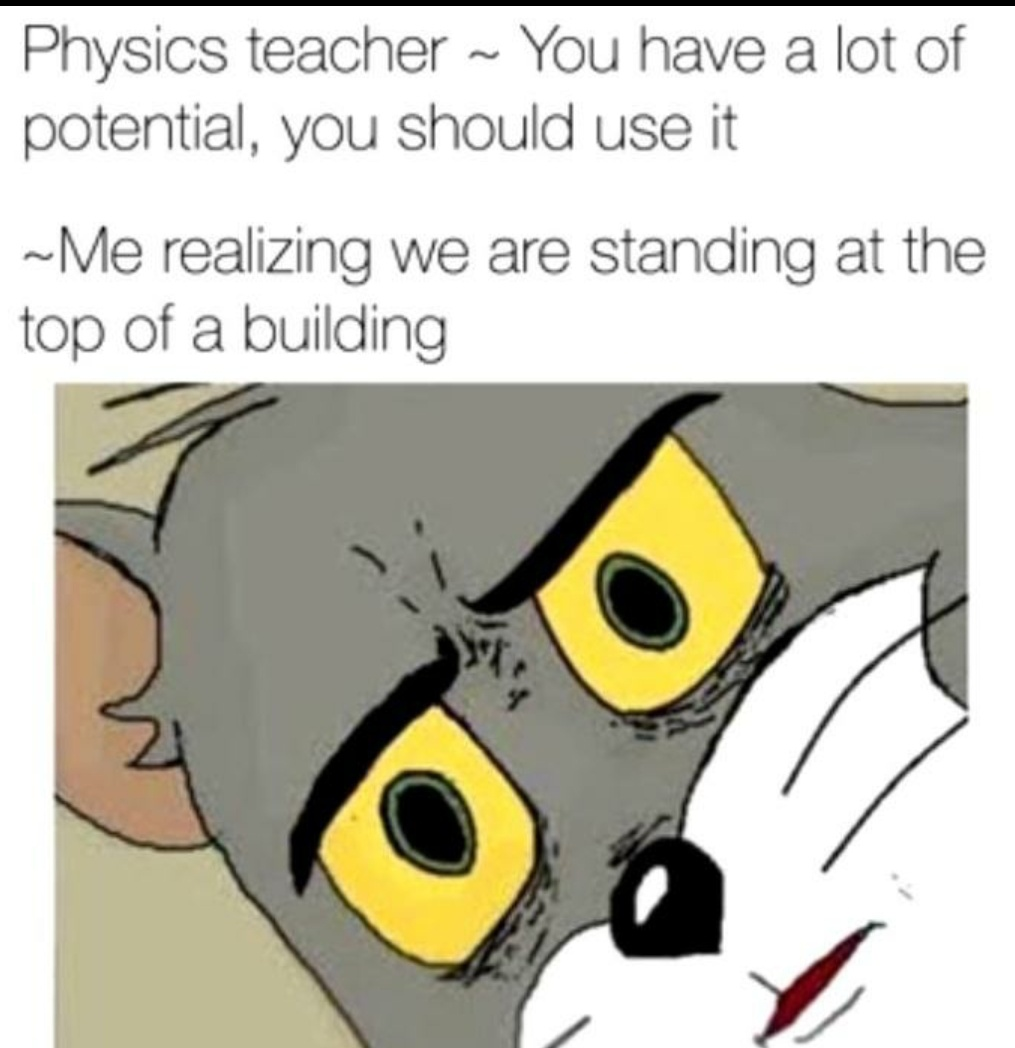 Physics teacher ~ You have a lot of
potential, you should use it
~Me realizing we are standing at the
top of a building